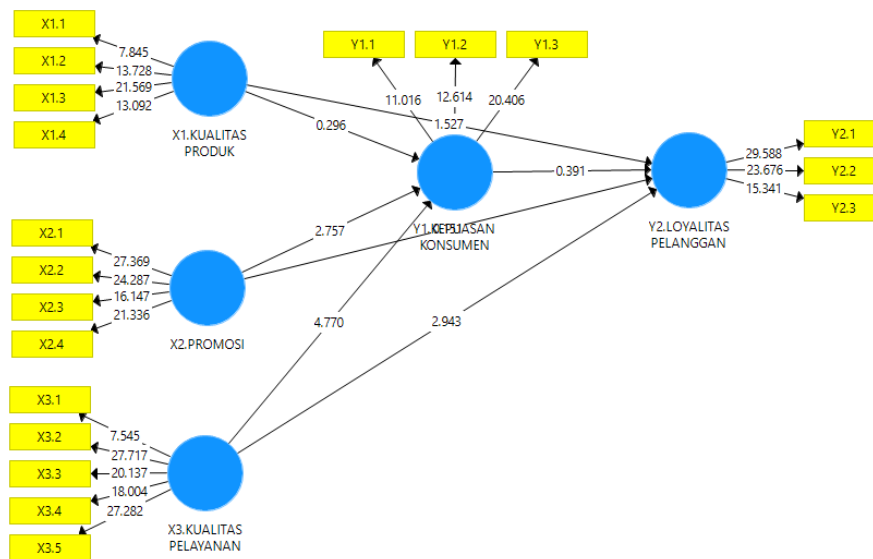 X1.1
X1.2
X1.3
X1.4
7.845
13.728
21.569
13.092
X1.KUALITAS
PRODUK
Y1.1
Y1.2
Y1.3
11.016
12.614
20.406
1.527
0.296
Y1.
KONSUMEN
0.391
Y2.LOYALITAS
PELANGGAN
29.588
23.676
15.341
Y2.1
Y2.2
Y2.3
X2.1
X2.2
X2.3
X2.4
27.369
24.287
16.147
21.336
X2.PROMOSI
2.757
4.770
2.943
X3.1
X3.2
X3.3
X3.4
X3.5
7.545
27.717
20.137
18.004
27.282
X3.KUALITAS
PELAYANAN